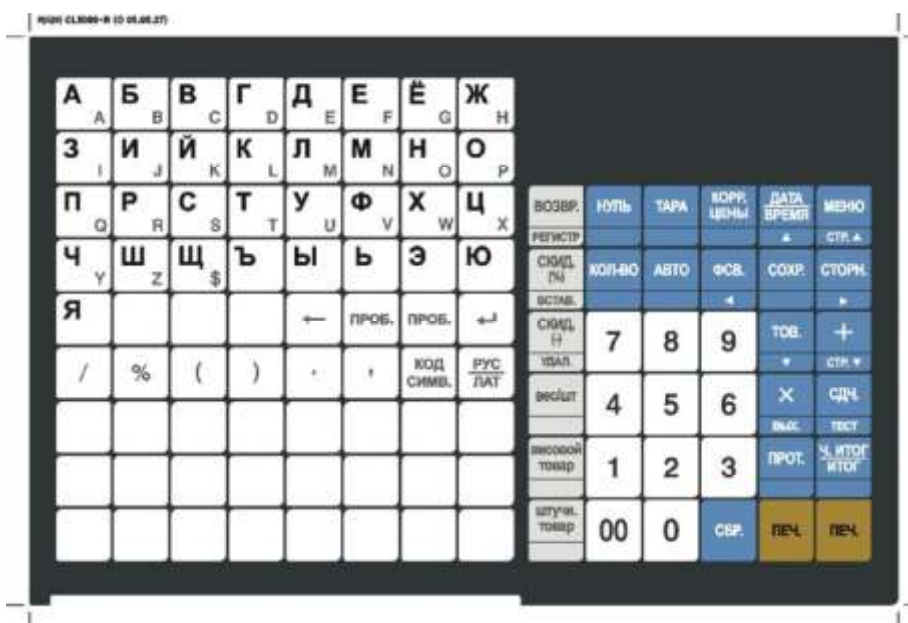 А A Б B В C Г D Д E Е F Ё G Ж H
З I И J Й K К L Л M М N Н O О P
П Q Р R С S Т T У U Ф V Х W Ц X
Ч Y Ш Z Щ $ Ъ Ы Ь Э Ю
Я ← ПРОБ. ПРОБ. ↵
/ % ( ) . , КОД СИМВ. РУС ЛАТ
ВОЗВР. НУЛЬ ТАРА КОРР. ЦЕНЫ ДАТА ВРЕМЯ МЕНЮ
РЕГИСТР ▲ СТР.▲
СКИД. КОЛ-ВО АВТО ФСВ. СОХР. СТОРН.
ВСТАВ. ◄ ►
СКИД. (-) 7 8 9 ТОВ. +
УДАЛ. ▼ СТР.▼
вес/шт 4 5 6 × СДЧ.
ВЫХ. ТЕСТ
товар 1 2 3 ПРОТ. Ч. ИТОГ ИТОГ
штучн. товар 00 0 СБР. ПЕЧ. ПЕЧ.